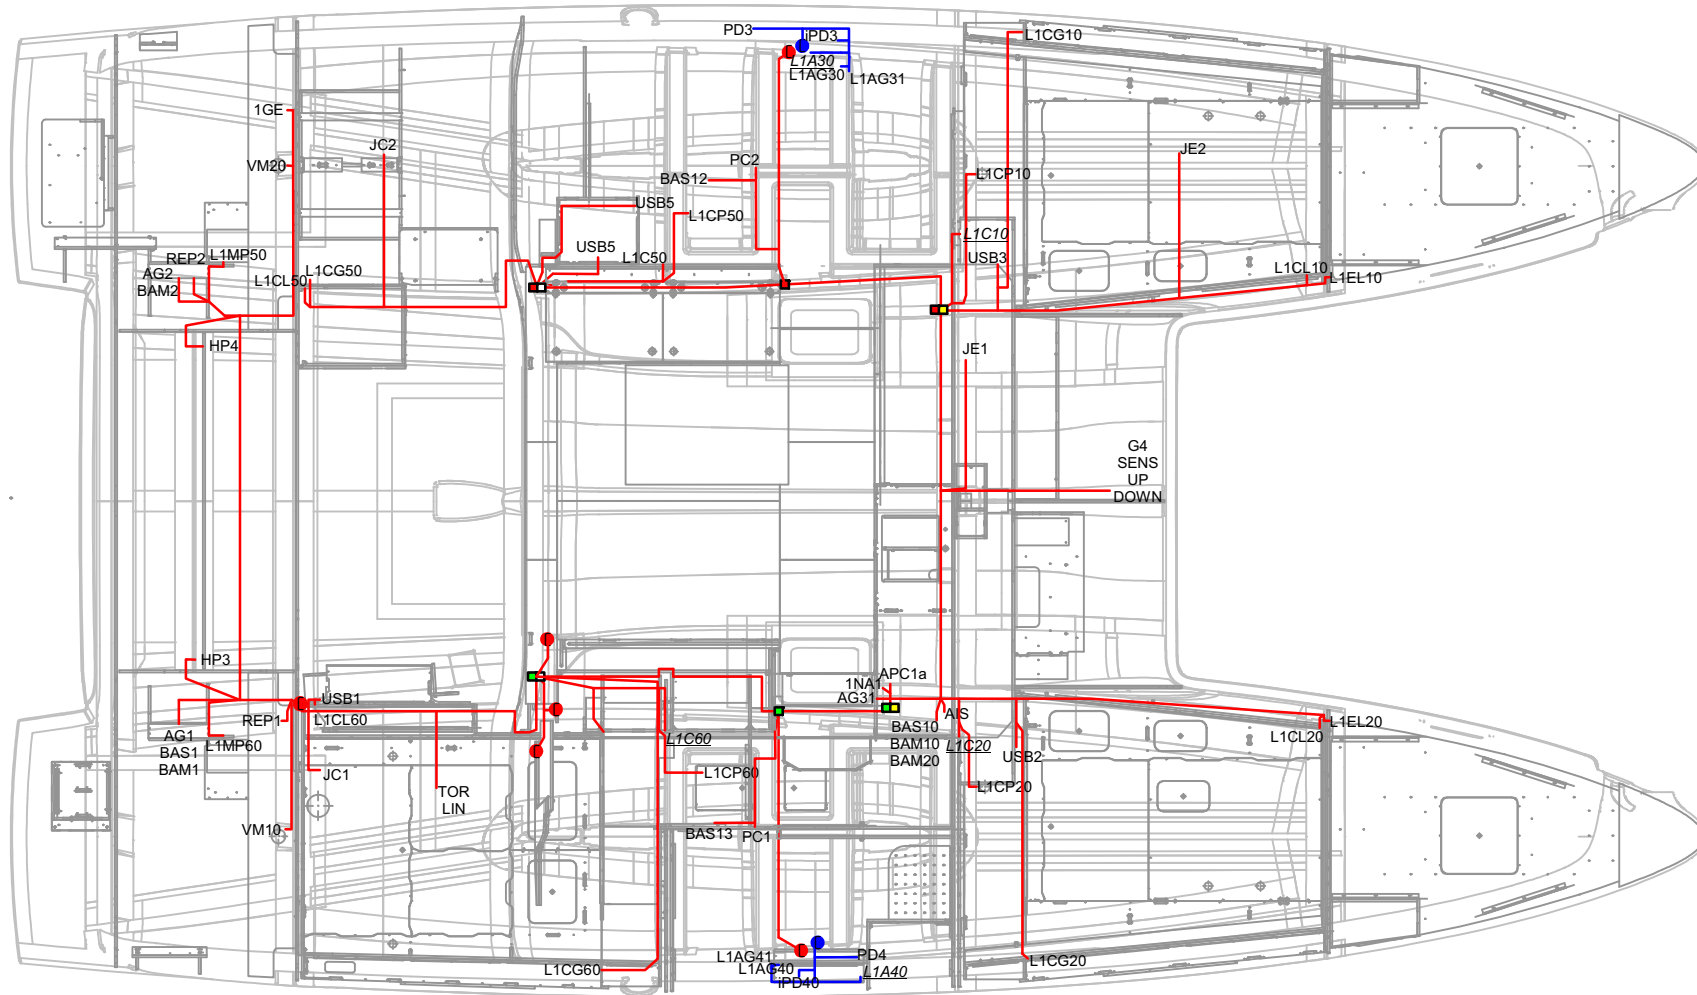 PD3
iPD3
L1CG10
L1A30
L1AG30
L1AG31
1GE
JC2
JE2
VM20
PC2
BAS12
L1CP10
USB5
L1CP50
L1C10
REP2
L1MP50
USB5
L1C50
USB3
AG2
L1CL50
L1CG50
L1CL10
L1EL10
BAM2
HP4
JE1
G4
SENS
UP
DOWN
HP3
APC1a
1NA1
AG31
USB1
REP1
L1CL60
AIS
L1EL20
BAS10
L1CL20
AG1
L1MP60
L1C60
L1C20
BAS1
BAM10
USB2
BAM1
BAM20
JC1
L1CP60
L1CP20
TOR
LIN
VM10
BAS13
PC1
L1AG41
PD4
L1CG20
L1CG60
L1AG40
L1A40
iPD40